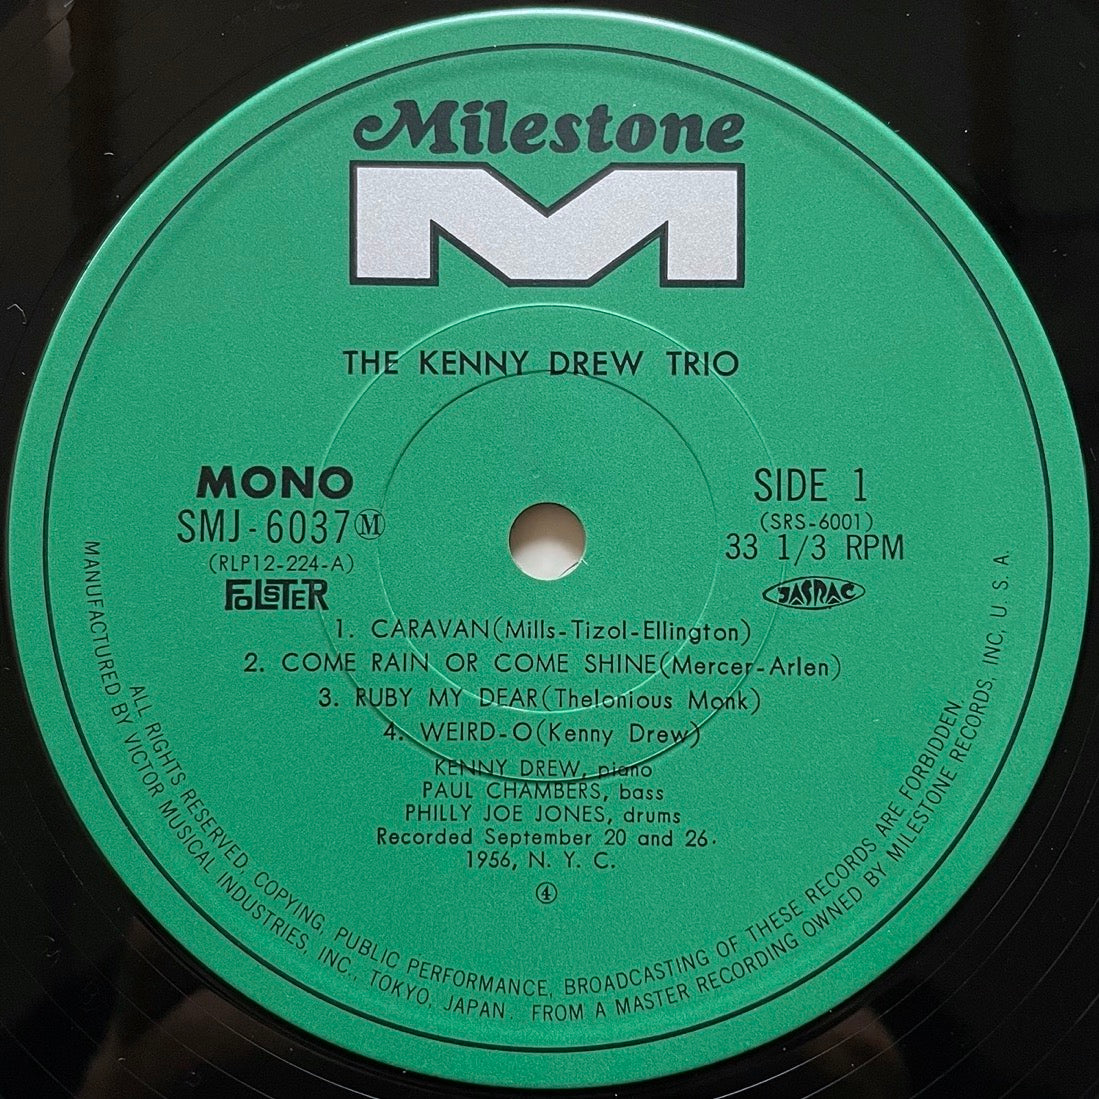 Milestone
M
THE KENNY DREW TRIO
MONO
SMJ-6037Ⓜ
(RLP12-224-A)
FOLSTER
SIDE 1
(SRS-6001)
33 1/3 RPM
JASRAC
1. CARAVAN(Mills-Tizol-Ellington)
2. COME RAIN OR COME SHINE(Mercer-Arlen)
3. RUBY MY DEAR(Thelonious Monk)
4. WEIRD-O(Kenny Drew)
KENNY DREW, piano
PAUL CHAMBERS, bass
PHILLY JOE JONES, drums
Recorded September 20 and 26.
1956, N. Y. C.
④
ALL RIGHTS RESERVED, COPYING, PUBLIC PERFORMANCE, BROADCASTING OF THESE RECORDS ARE FORBIDDEN
MANUFACTURED BY VICTOR MUSICAL INDUSTRIES, INC., TOKYO, JAPAN. FROM A MASTER RECORDING OWNED BY MILESTONE RECORDS, INC, U. S. A.